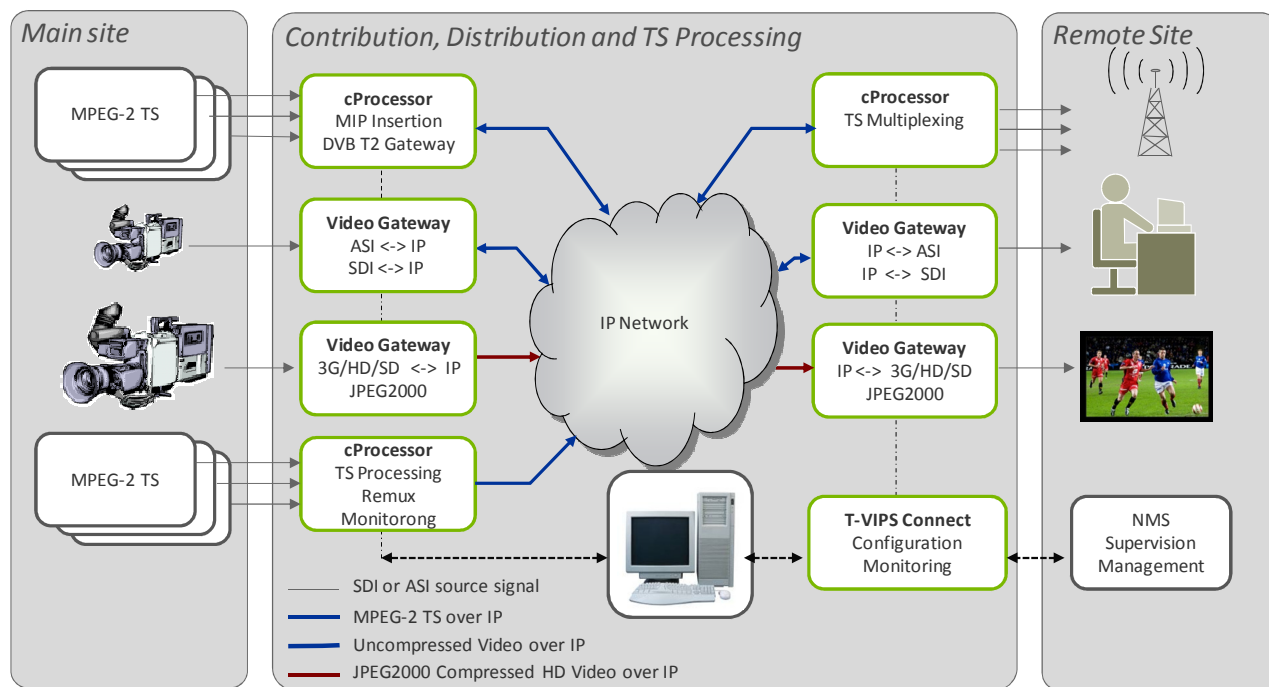 Main site
Contribution, Distribution and TS Processing
Remote Site
MPEG-2 TS
cProcessor
MIP Insertion
DVB T2 Gateway
cProcessor
TS Multiplexing
Video Gateway
ASI <-> IP
SDI <-> IP
IP Network
Video Gateway
IP <-> ASI
IP <-> SDI
Video Gateway
3G/HD/SD <-> IP
JPEG2000
Video Gateway
IP <-> 3G/HD/SD
JPEG2000
MPEG-2 TS
cProcessor
TS Processing
Remux
Monitorong
T-VIPS Connect
Configuration
Monitoring
NMS
Supervision
Management
SDI or ASI source signal
MPEG-2 TS over IP
Uncompressed Video over IP
JPEG2000 Compressed HD Video over IP